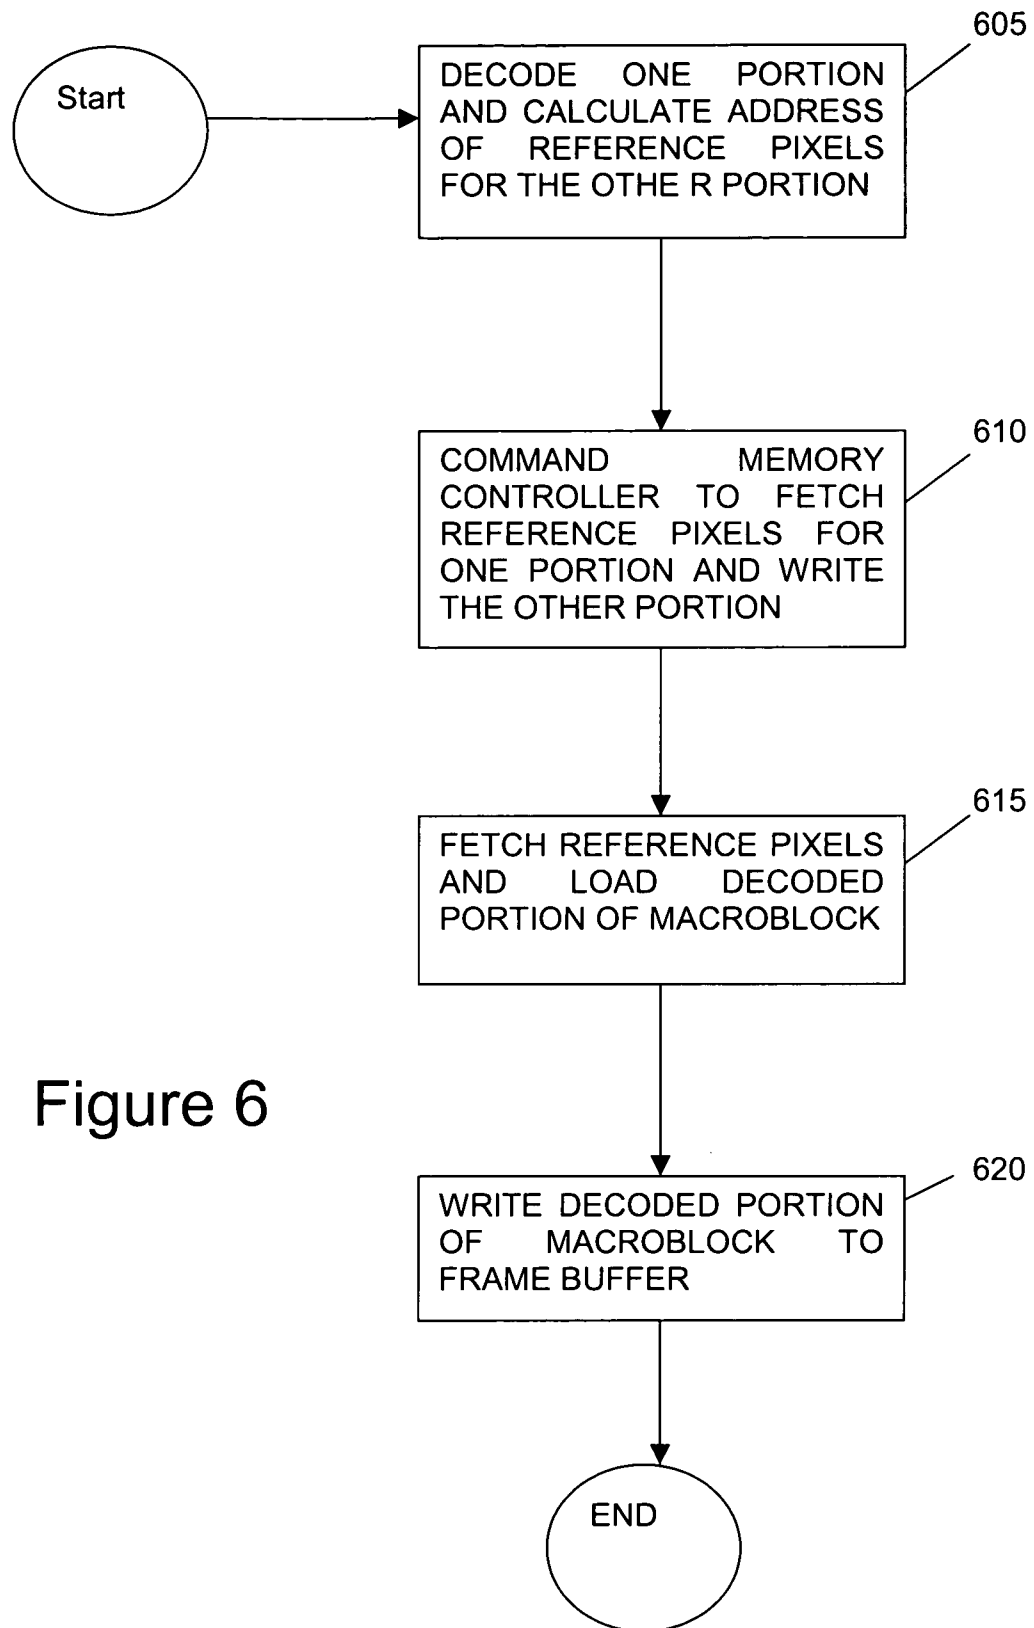 605
Start
DECODE ONE PORTION
AND CALCULATE ADDRESS
OF REFERENCE PIXELS
FOR THE OTHE R PORTION
610
COMMAND MEMORY
CONTROLLER TO FETCH
REFERENCE PIXELS FOR
ONE PORTION AND WRITE
THE OTHER PORTION
615
FETCH REFERENCE PIXELS
AND LOAD DECODED
PORTION OF MACROBLOCK
Figure 6
620
WRITE DECODED PORTION
OF MACROBLOCK TO
FRAME BUFFER
END